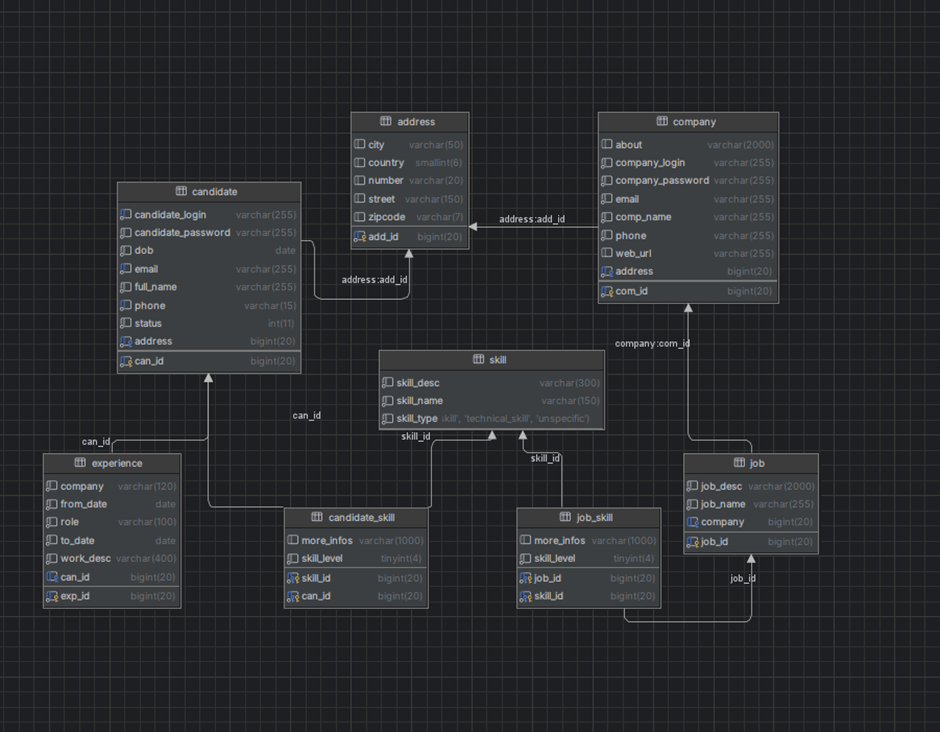 address
city varchar(50)
country smallint(6)
number varchar(20)
street varchar(150)
zipcode varchar(7)
add_id bigint(20)
company
about varchar(2000)
company_login varchar(255)
company_password varchar(255)
email varchar(255)
comp_name varchar(255)
phone varchar(255)
web_url varchar(255)
address bigint(20)
com_id bigint(20)
candidate
candidate_login varchar(255)
candidate_password varchar(255)
dob date
email varchar(255)
full_name varchar(255)
phone varchar(15)
status int(11)
address bigint(20)
can_id bigint(20)
address:add_id
address:add_id
company:com_id
skill
skill_desc varchar(300)
skill_name varchar(150)
skill_type skill', 'technical_skill', 'unspecific')
can_id
can_id
skill_id
skill_id
experience
company varchar(120)
from_date date
role varchar(100)
to_date date
work_desc varchar(400)
can_id bigint(20)
exp_id bigint(20)
candidate_skill
more_infos varchar(1000)
skill_level tinyint(4)
skill_id bigint(20)
can_id bigint(20)
job_skill
more_infos varchar(1000)
skill_level tinyint(4)
job_id bigint(20)
skill_id bigint(20)
job
job_desc varchar(2000)
job_name varchar(255)
company bigint(20)
job_id bigint(20)
job_id